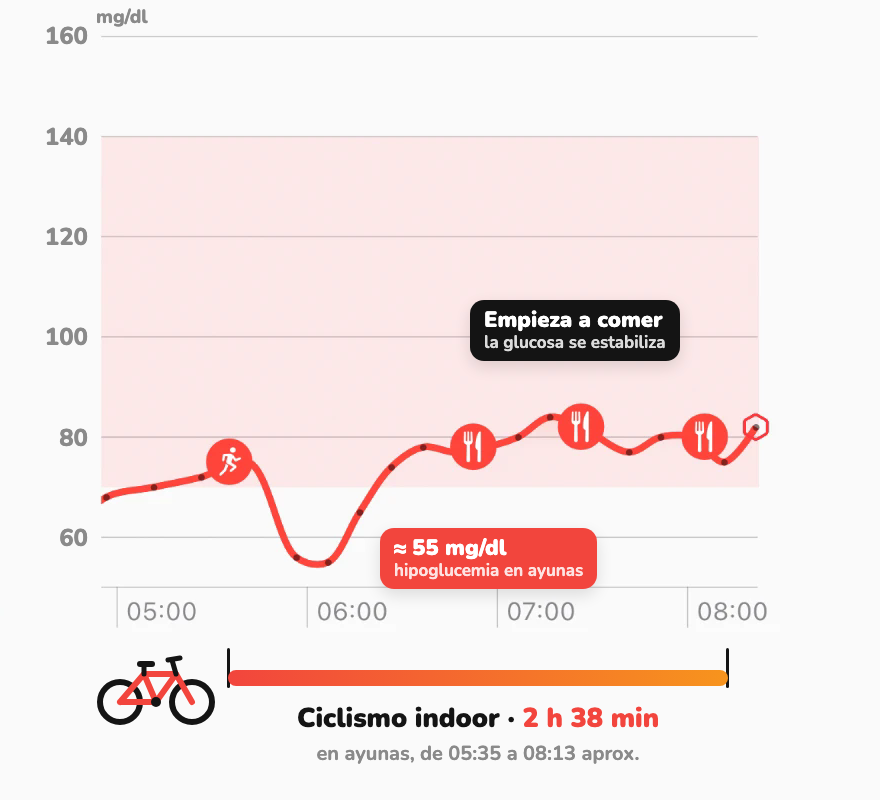 mg/dl
160
140
120
100
80
60
Empieza a comer
la glucosa se estabiliza
≈ 55 mg/dl
hipoglucemia en ayunas
05:00 06:00 07:00 08:00
Ciclismo indoor · 2 h 38 min
en ayunas, de 05:35 a 08:13 aprox.